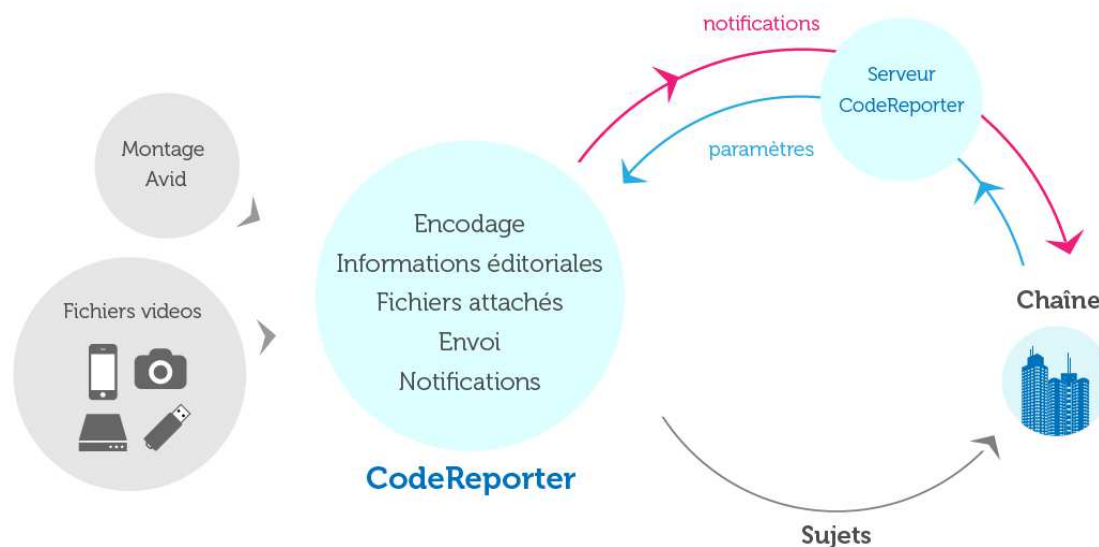 notifications
Serveur
CodeReporter
paramètres
Montage
Avid
Fichiers videos
Encodage
Informations éditoriales
Fichiers attachés
Envoi
Notifications
CodeReporter
Chaîne
Sujets